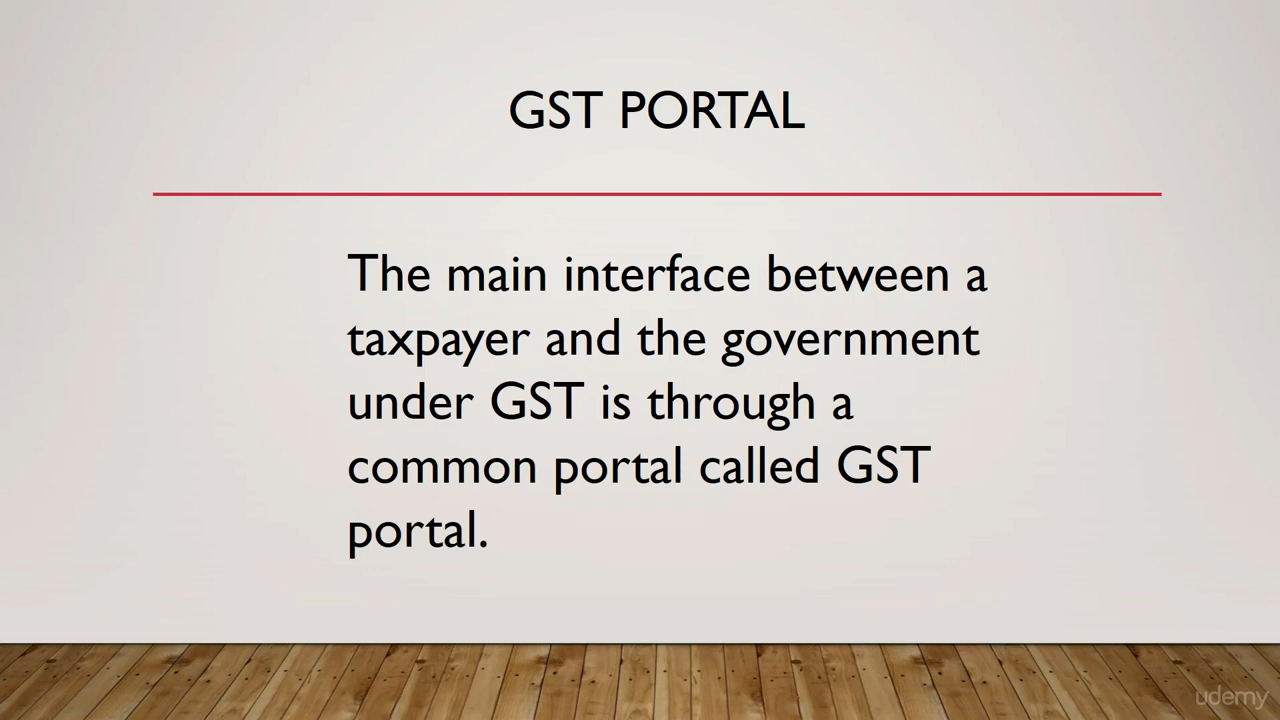 GST PORTAL
The main interface between a
taxpayer and the government
under GST is through a
common portal called GST
portal.
udemy